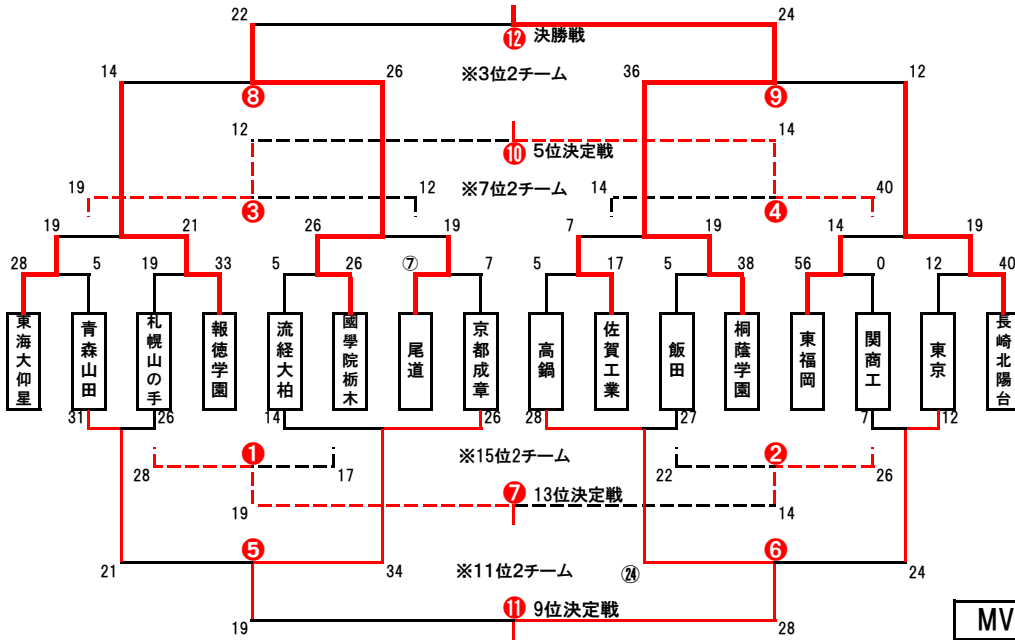 22 24
⓬ 決勝戦
14 26 ※3位2チーム 36 12
❽ ❾
12 14
❿ 5位決定戦
19 12 ※7位2チーム 14 40
❸ ❹
19 21 26 19 7 19 14 19
28 5 19 33 5 26 ⑦ 7 5 17 5 38 56 0 12 40
東海大仰星
青森山田
札幌山の手
報徳学園
流経大柏
國學院栃木
尾道
京都成章
高鍋
佐賀工業
飯田
桐蔭学園
東福岡
関商工
東京
長崎北陽台
31 26 14 26 28 27 7 12
❶ ※15位2チーム ❷
28 17 22 26
❼ 13位決定戦
19 14
❺ ❻
21 34 ※11位2チーム ㉔ 24
⓫ 9位決定戦
19 28
MV